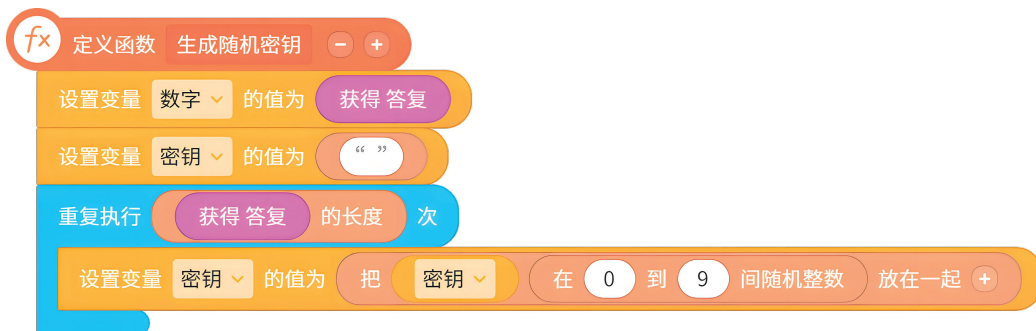 fx 定义函数 生成随机密钥 − +
设置变量 数字 的值为 获得 答复
设置变量 密钥 的值为 “ ”
重复执行 获得 答复 的长度 次
设置变量 密钥 的值为 把 密钥 在 0 到 9 间随机整数 放在一起 +